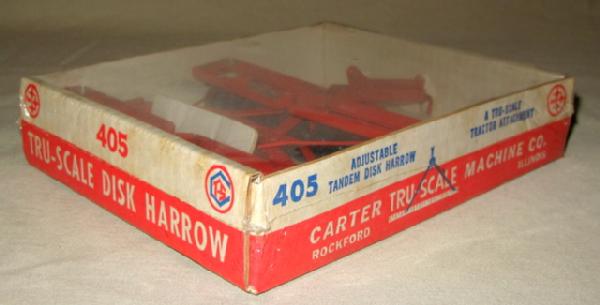 405
TRU-SCALE DISK HARROW
405 ADJUSTABLE
TANDEM DISK HARROW
A TRU-SCALE
TRACTOR ATTACHMENT
CARTER TRU-SCALE MACHINE CO.
ROCKFORD ILLINOIS